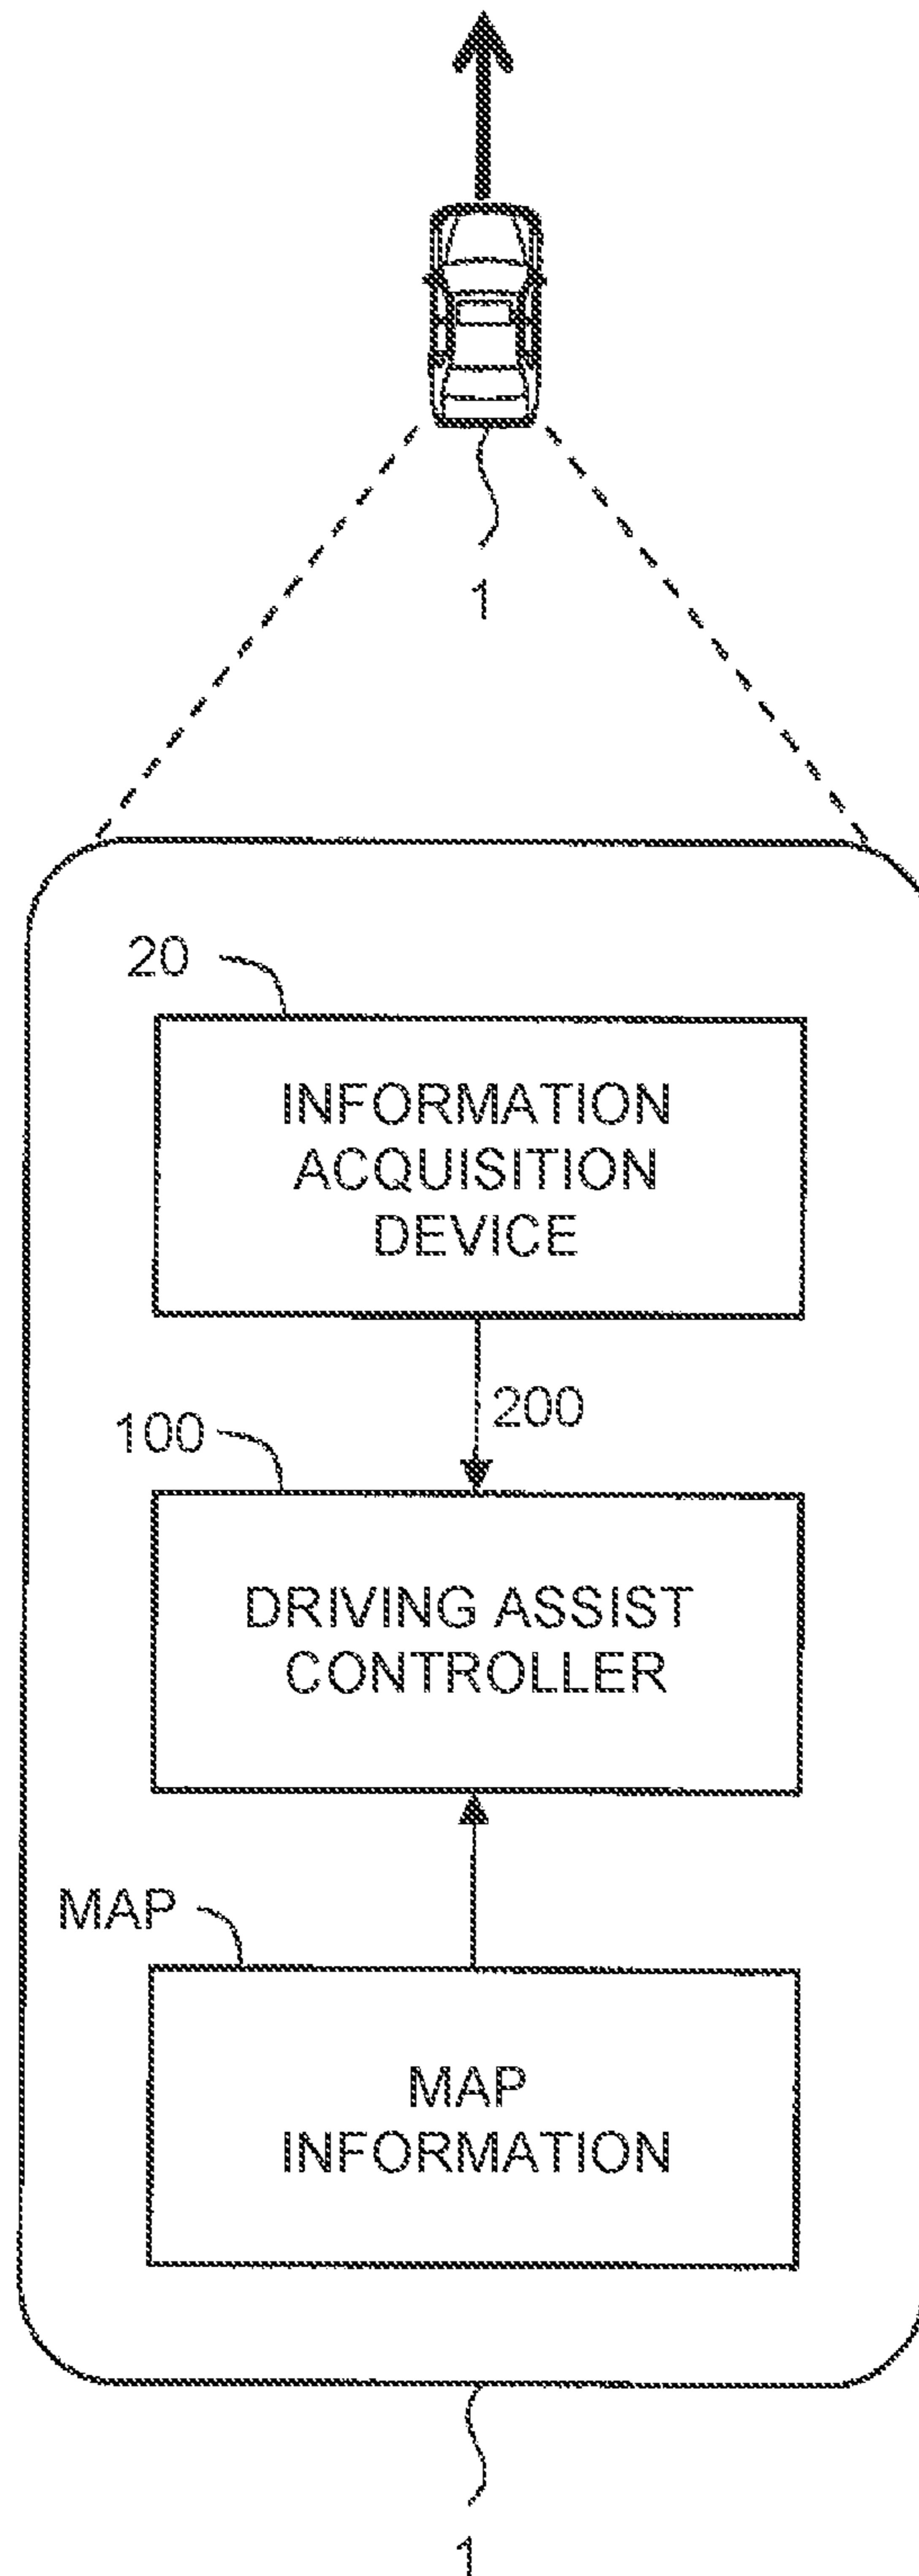 1
20
INFORMATION
ACQUISITION
DEVICE
200
100
DRIVING ASSIST
CONTROLLER
MAP
MAP
INFORMATION
1